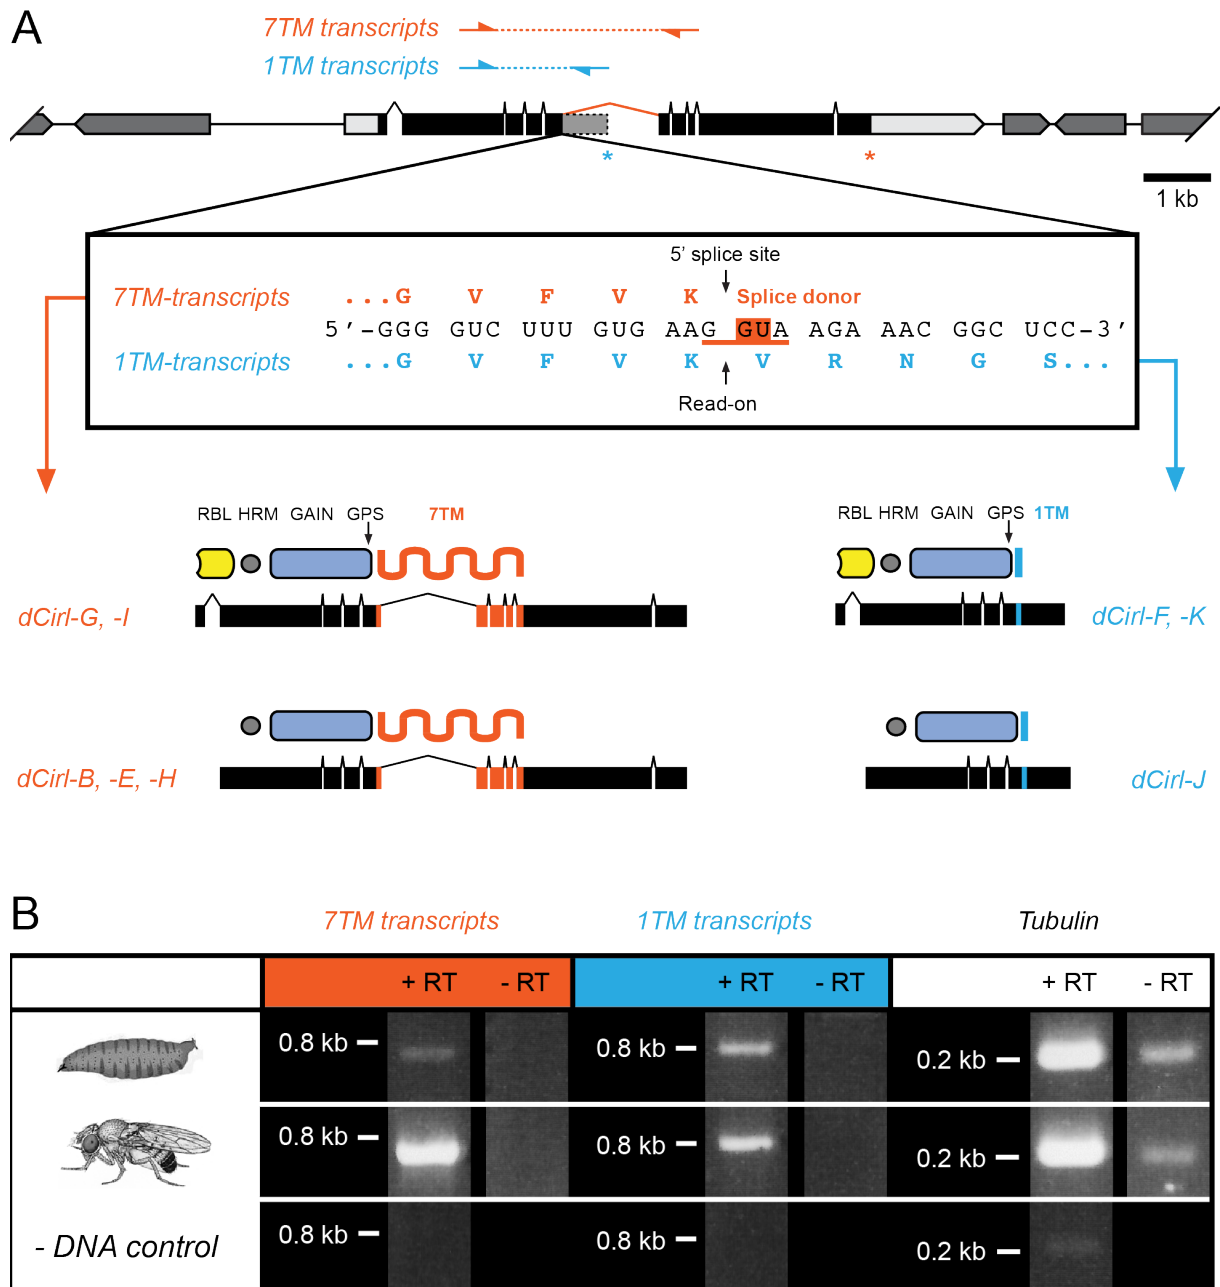 A
7TM transcripts
1TM transcripts
* *
1 kb
5' splice site
7TM-transcripts ...G V F V K Splice donor
5'-GGG GUC UUU GUG AAG GUA AGA AAC GGC UCC-3'
1TM-transcripts ...G V F V K V R N G S...
Read-on
RBL HRM GAIN GPS 7TM RBL HRM GAIN GPS 1TM
dCirl-G, -I dCirl-F, -K
dCirl-B, -E, -H dCirl-J
B
7TM transcripts 1TM transcripts Tubulin
+ RT - RT + RT - RT + RT - RT
0.8 kb 0.8 kb 0.2 kb
0.8 kb 0.8 kb 0.2 kb
- DNA control 0.8 kb 0.8 kb 0.2 kb